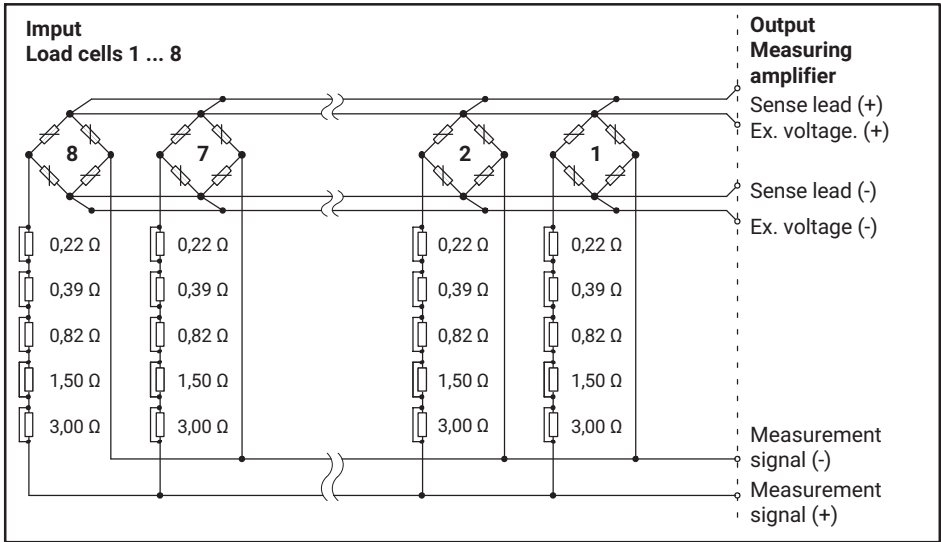 Imput
Load cells 1 ... 8
Output
Measuring
amplifier
Sense lead (+)
Ex. voltage. (+)
8
7
2
1
Sense lead (-)
Ex. voltage (-)
0,22 Ω 0,22 Ω 0,22 Ω 0,22 Ω
0,39 Ω 0,39 Ω 0,39 Ω 0,39 Ω
0,82 Ω 0,82 Ω 0,82 Ω 0,82 Ω
1,50 Ω 1,50 Ω 1,50 Ω 1,50 Ω
3,00 Ω 3,00 Ω 3,00 Ω 3,00 Ω
Measurement
signal (-)
Measurement
signal (+)